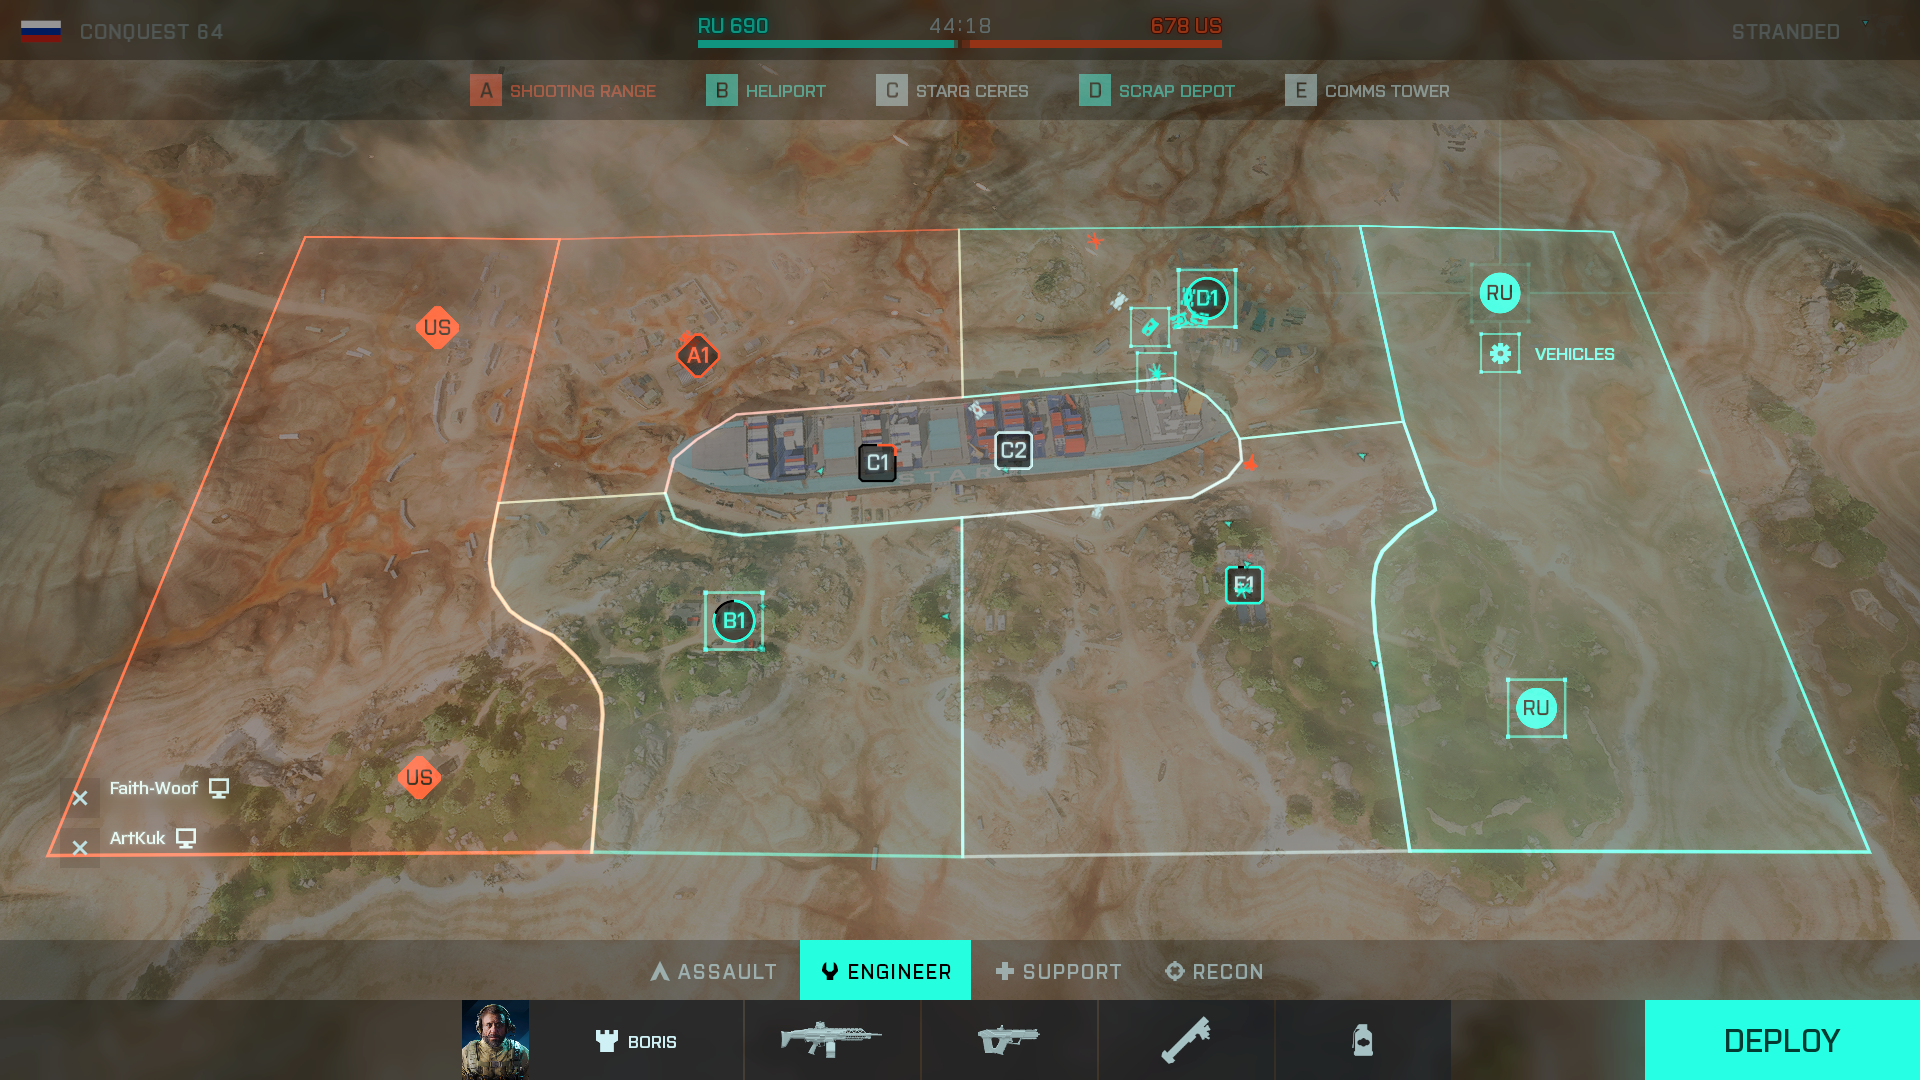 CONQUEST 64
RU 690
44:18
678 US
STRANDED
A SHOOTING RANGE
B HELIPORT
C STARG CERES
D SCRAP DEPOT
E COMMS TOWER
US
A1
D1
RU
VEHICLES
C1
C2
B1
E1
RU
US
Faith-Woof
ArtKuk
ASSAULT
ENGINEER
SUPPORT
RECON
BORIS
DEPLOY